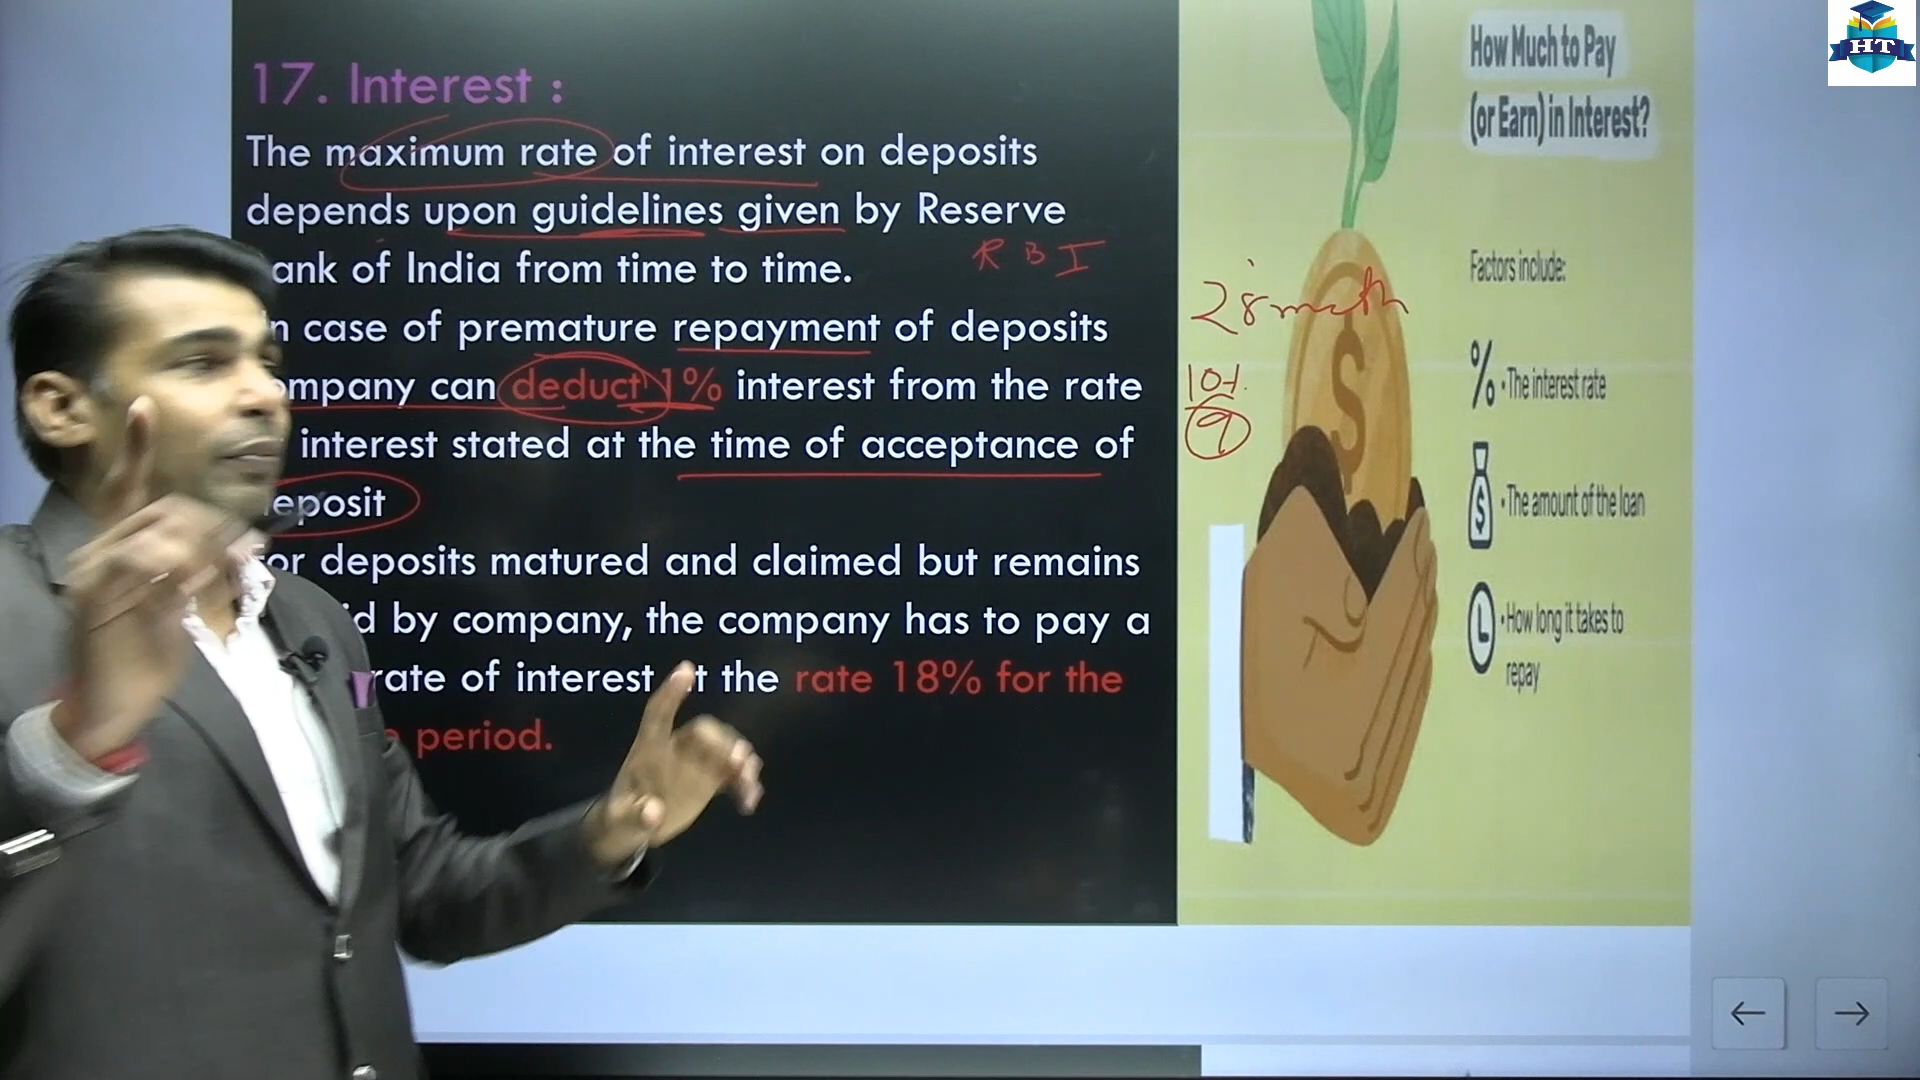 17. Interest :
The maximum rate of interest on deposits
depends upon guidelines given by Reserve
ank of India from time to time.
n case of premature repayment of deposits
ompany can deduct 1% interest from the rate
interest stated at the time of acceptance of
eposit
or deposits matured and claimed but remains
d by company, the company has to pay a
rate of interest at the rate 18% for the
period.
R B I
28 
10%
9
How Much to Pay
(or Earn) in Interest?
Factors include:
% • The interest rate
$ • The amount of the loan
• How long it takes to
repay
$
HT